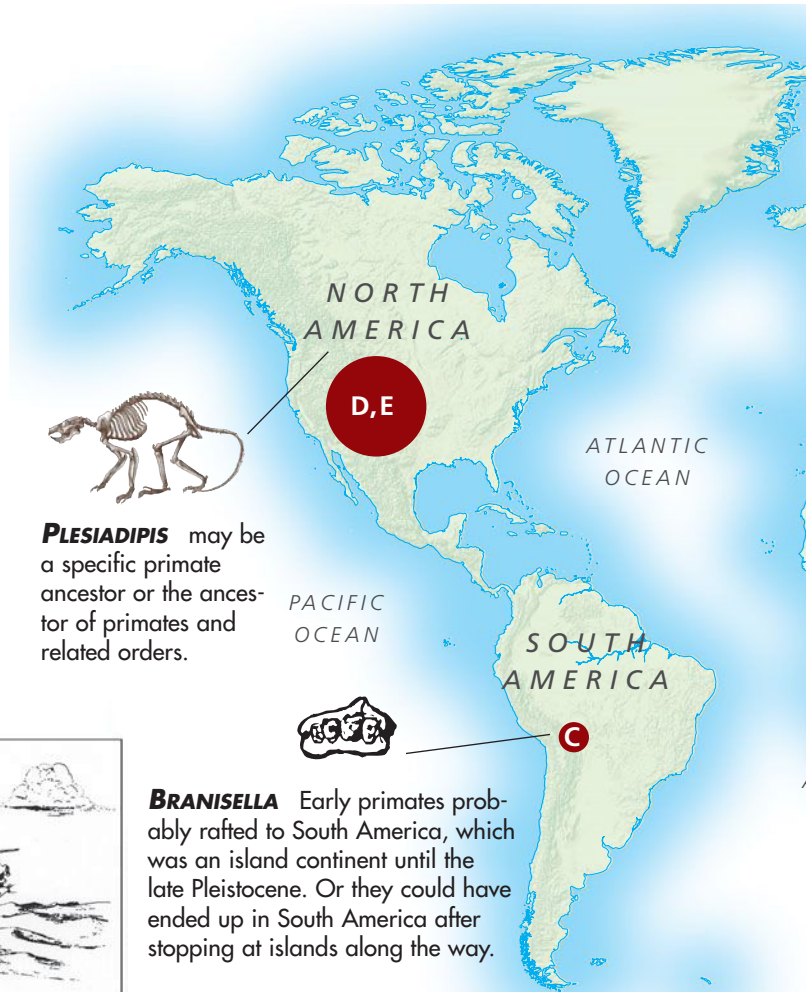 NORTH
AMERICA
D,E
ATLANTIC
OCEAN
PLESIADIPIS may be
a specific primate
ancestor or the ances-
tor of primates and
related orders.
PACIFIC
OCEAN
SOUTH
AMERICA
C
BRANISELLA Early primates prob-
ably rafted to South America, which
was an island continent until the
late Pleistocene. Or they could have
ended up in South America after
stopping at islands along the way.